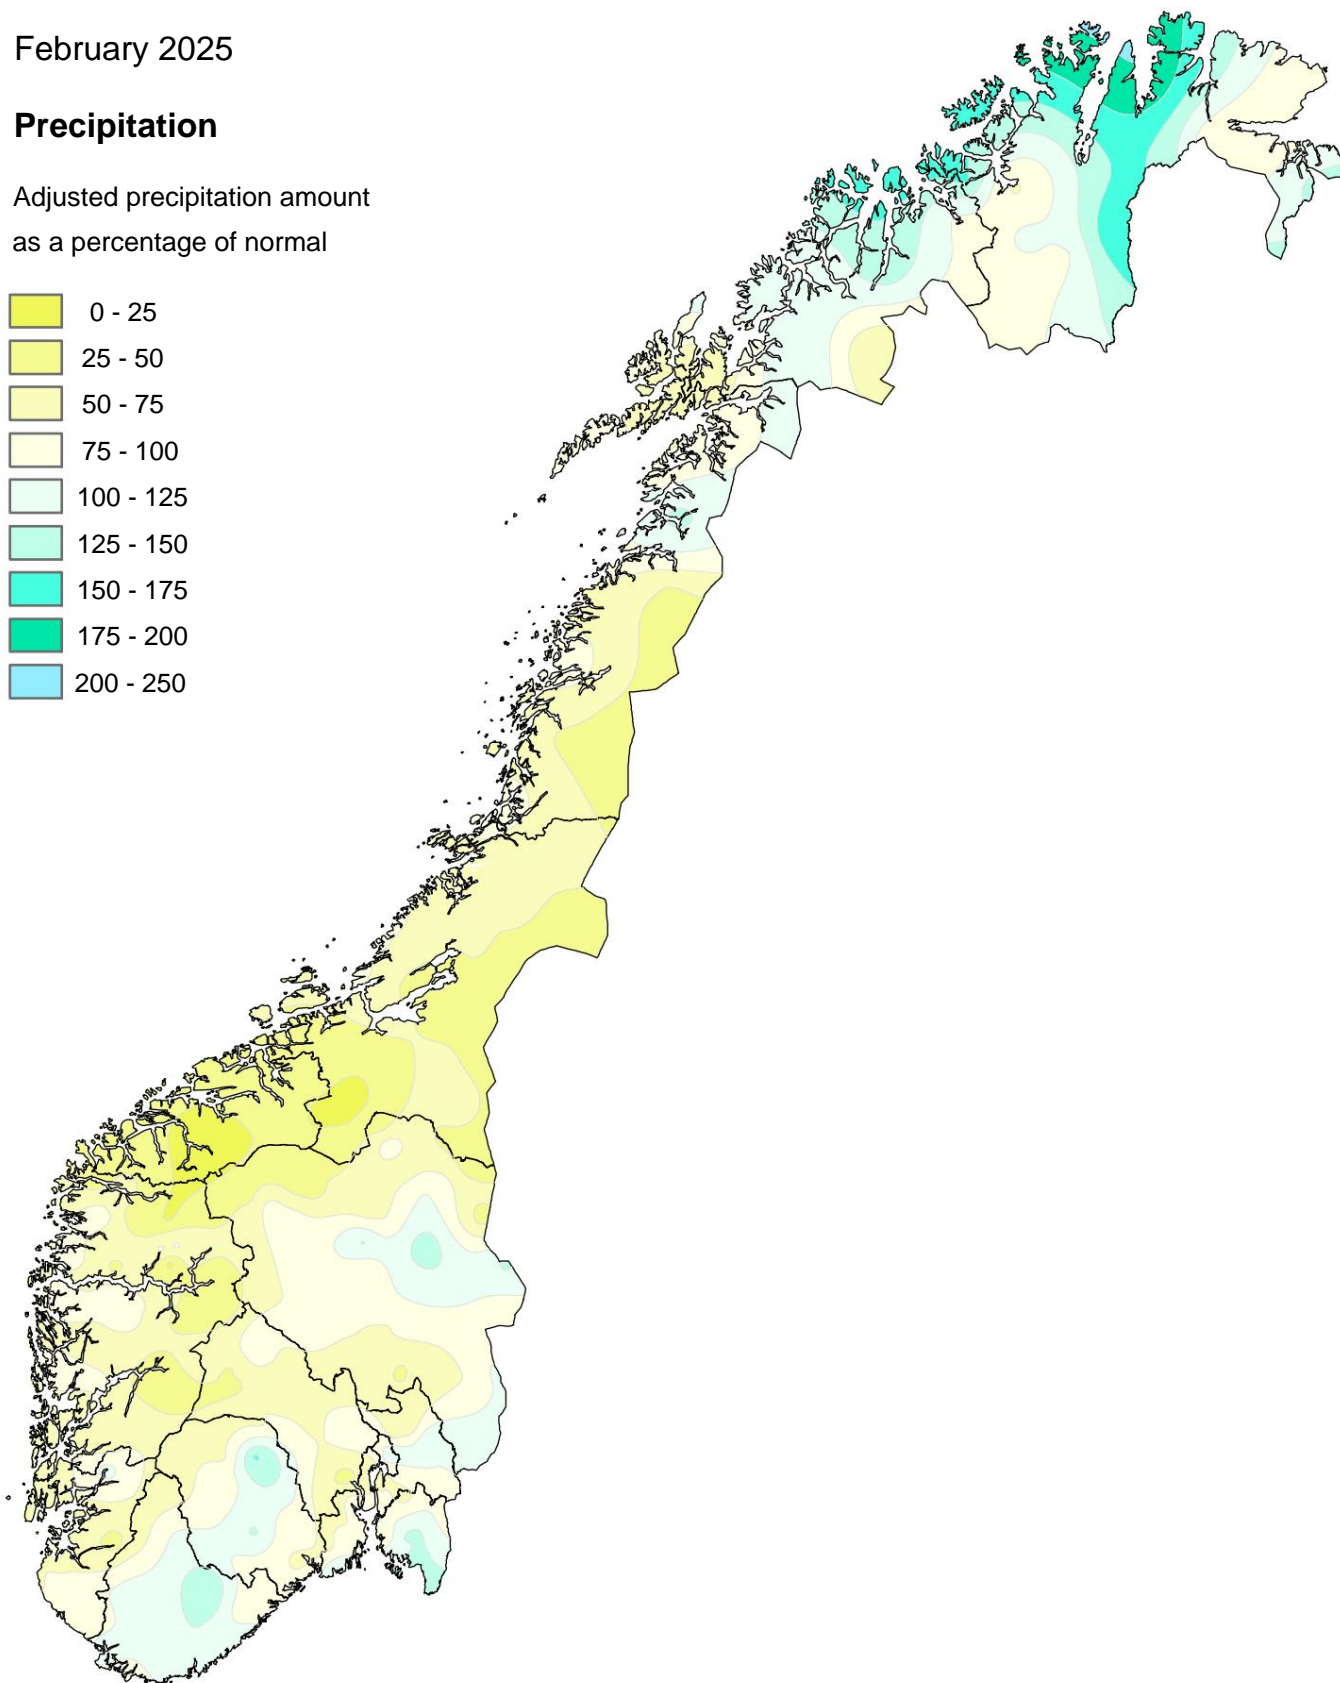 February 2025
Precipitation
Adjusted precipitation amount
as a percentage of normal
0 - 25
25 - 50
50 - 75
75 - 100
100 - 125
125 - 150
150 - 175
175 - 200
200 - 250